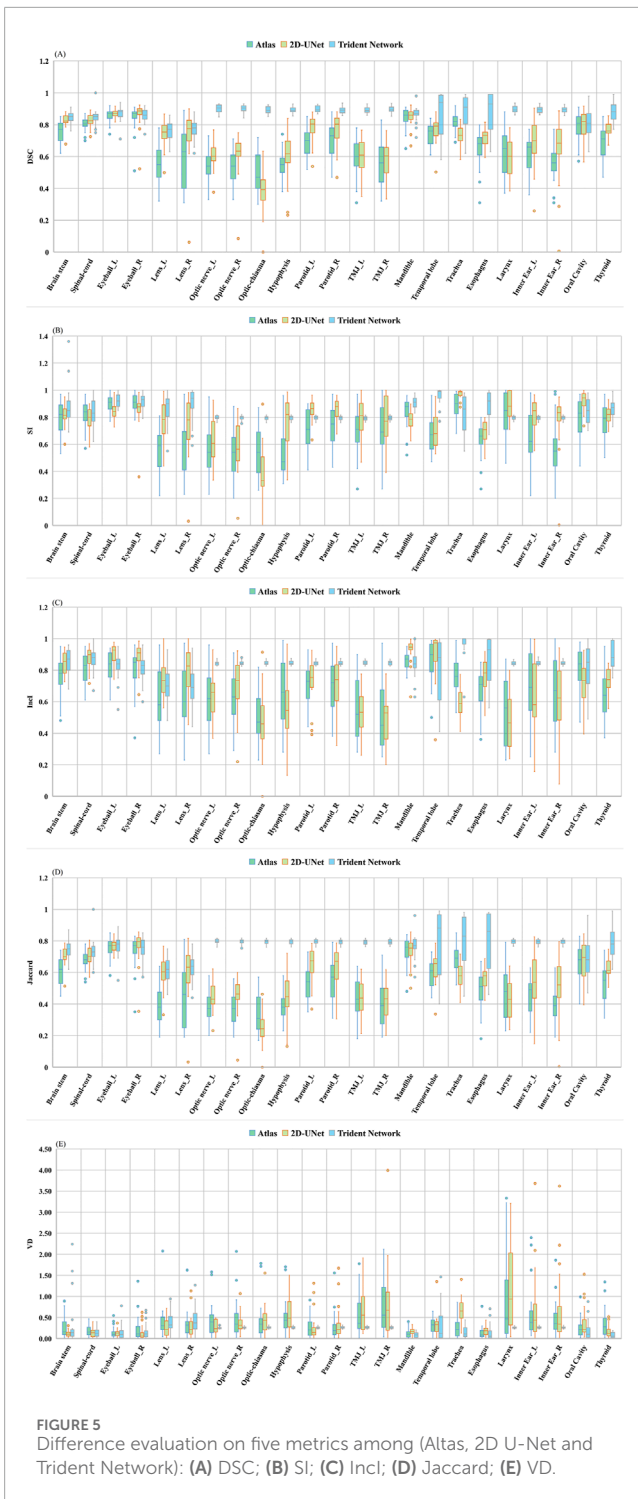 (A)
Atlas 2D-UNet Trident Network
1.2
1
0.8
0.6
0.4
0.2
0
DSC
Brain stem
Spinal-cord
Eyeball_L
Eyeball_R
Lens_L
Lens_R
Optic nerve_L
Optic nerve_R
Optic-chiasma
Hypophysis
Parotid_L
Parotid_R
TMJ_L
TMJ_R
Mandible
Temporal lobe
Trachea
Esophagus
Larynx
Inner Ear_L
Inner Ear_R
Oral Cavity
Thyroid
(B)
Atlas 2D-UNet Trident Network
1.4
1.2
1
0.8
0.6
0.4
0.2
0
SI
Brain stem
Spinal-cord
Eyeball_L
Eyeball_R
Lens_L
Lens_R
Optic nerve_L
Optic nerve_R
Optic-chiasma
Hypophysis
Parotid_L
Parotid_R
TMJ_L
TMJ_R
Mandible
Temporal lobe
Trachea
Esophagus
Larynx
Inner Ear_L
Inner Ear_R
Oral Cavity
Thyroid
(C)
Atlas 2D-UNet Trident Network
1.2
1
0.8
0.6
0.4
0.2
0
Incl
Brain stem
Spinal-cord
Eyeball_L
Eyeball_R
Lens_L
Lens_R
Optic nerve_L
Optic nerve_R
Optic-chiasma
Hypophysis
Parotid_L
Parotid_R
TMJ_L
TMJ_R
Mandible
Temporal lobe
Trachea
Esophagus
Larynx
Inner Ear_L
Inner Ear_R
Oral Cavity
Thyroid
(D)
Atlas 2D-UNet Trident Network
1.2
1
0.8
0.6
0.4
0.2
0
Jaccard
Brain stem
Spinal-cord
Eyeball_L
Eyeball_R
Lens_L
Lens_R
Optic nerve_L
Optic nerve_R
Optic-chiasma
Hypophysis
Parotid_L
Parotid_R
TMJ_L
TMJ_R
Mandible
Temporal lobe
Trachea
Esophagus
Larynx
Inner Ear_L
Inner Ear_R
Oral Cavity
Thyroid
(E)
Atlas 2D-UNet Trident Network
4.50
4.00
3.50
3.00
2.50
2.00
1.50
1.00
0.50
0.00
VD
Brain stem
Spinal-cord
Eyeball_L
Eyeball_R
Lens_L
Lens_R
Optic nerve_L
Optic nerve_R
Optic-chiasma
Hypophysis
Parotid_L
Parotid_R
TMJ_L
TMJ_R
Mandible
Temporal lobe
Trachea
Esophagus
Larynx
Inner Ear_L
Inner Ear_R
Oral Cavity
Thyroid
FIGURE 5
Difference evaluation on five metrics among (Altas, 2D U-Net and
Trident Network): (A) DSC; (B) SI; (C) Incl; (D) Jaccard; (E) VD.